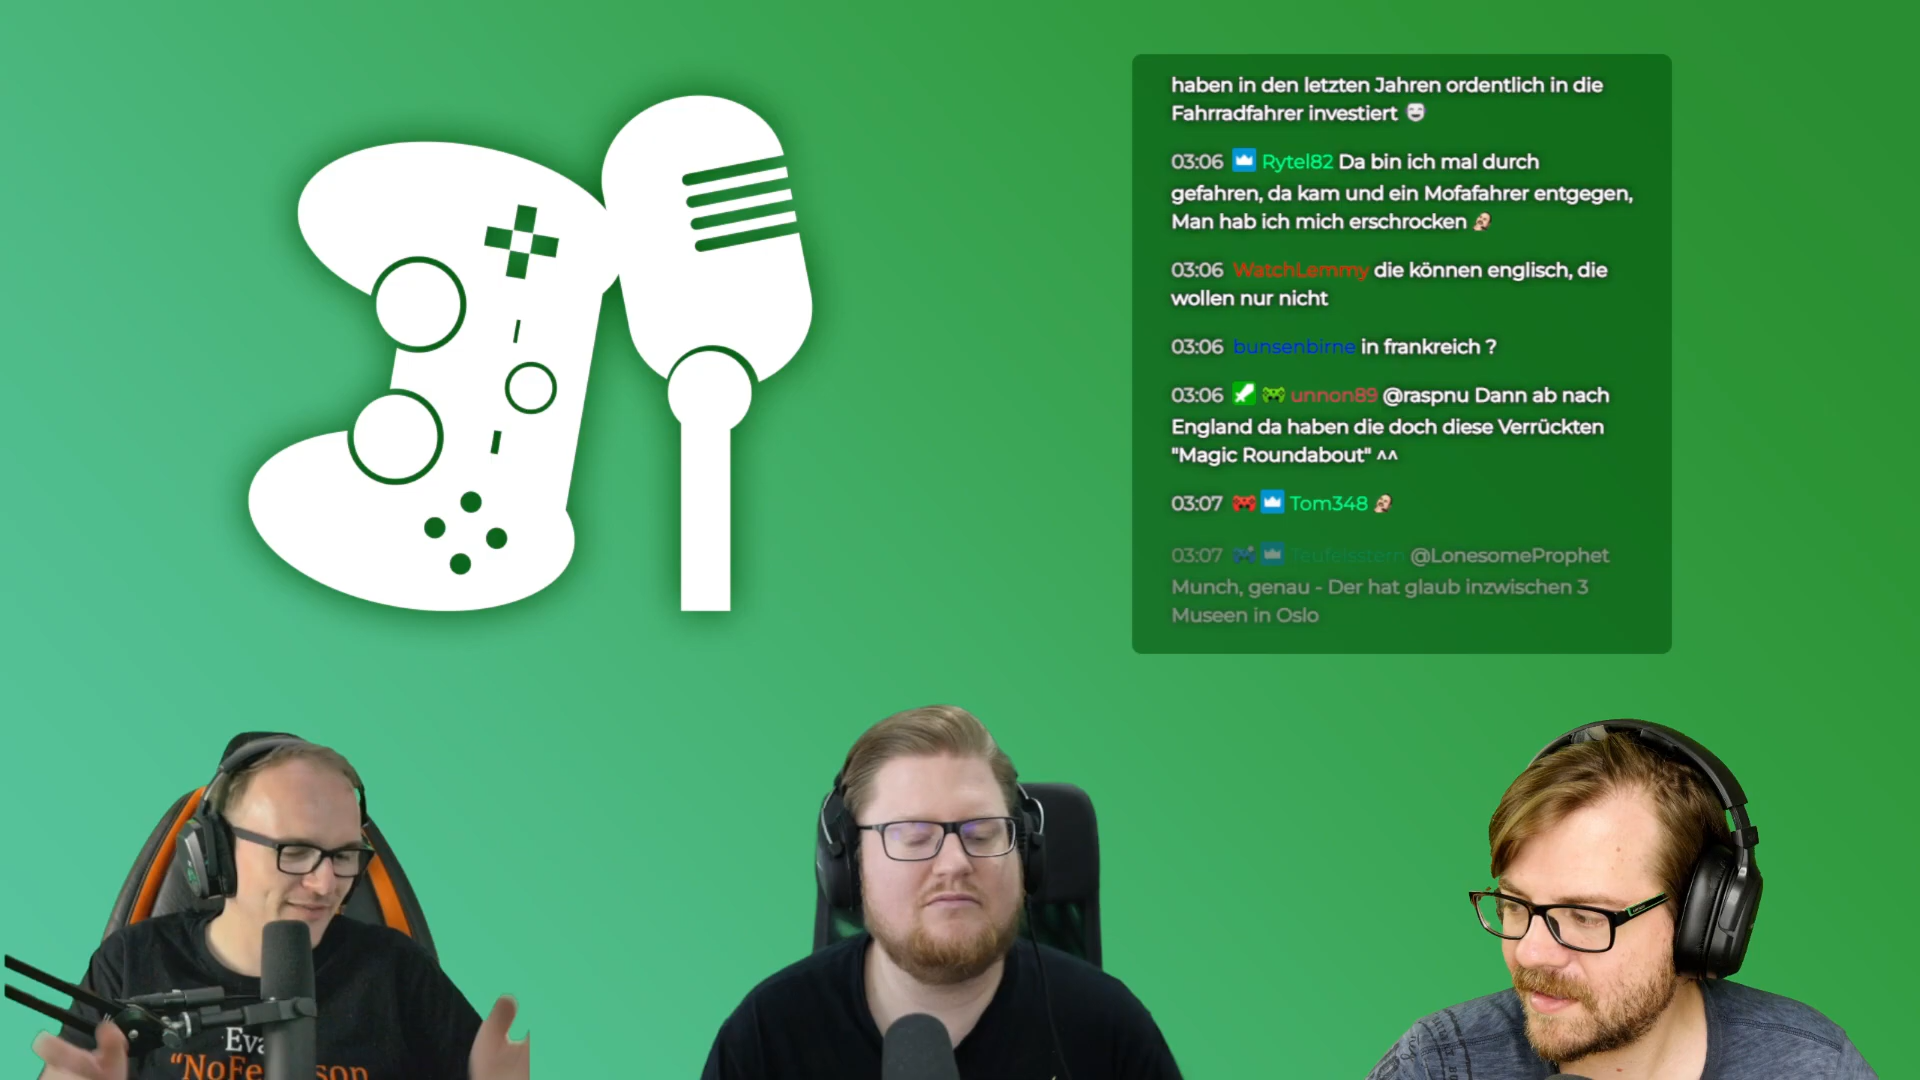 haben in den letzten Jahren ordentlich in die
Fahrradfahrer investiert
03:06 Rytel82 Da bin ich mal durch
gefahren, da kam und ein Mofafahrer entgegen,
Man hab ich mich erschrocken
03:06 WatchLemmy die können englisch, die
wollen nur nicht
03:06 bunsenbirne in frankreich ?
03:06 unnon89 @raspnu Dann ab nach
England da haben die doch diese Verrückten
"Magic Roundabout" ^^
03:07 Tom348
03:07 Teufelsstern @LonesomeProphet
Munch, genau - Der hat glaub inzwischen 3
Museen in Oslo